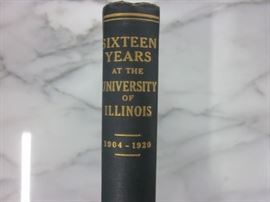 SIXTEEN
YEARS
AT THE
UNIVERSITY
OF
ILLINOIS
1904-1920